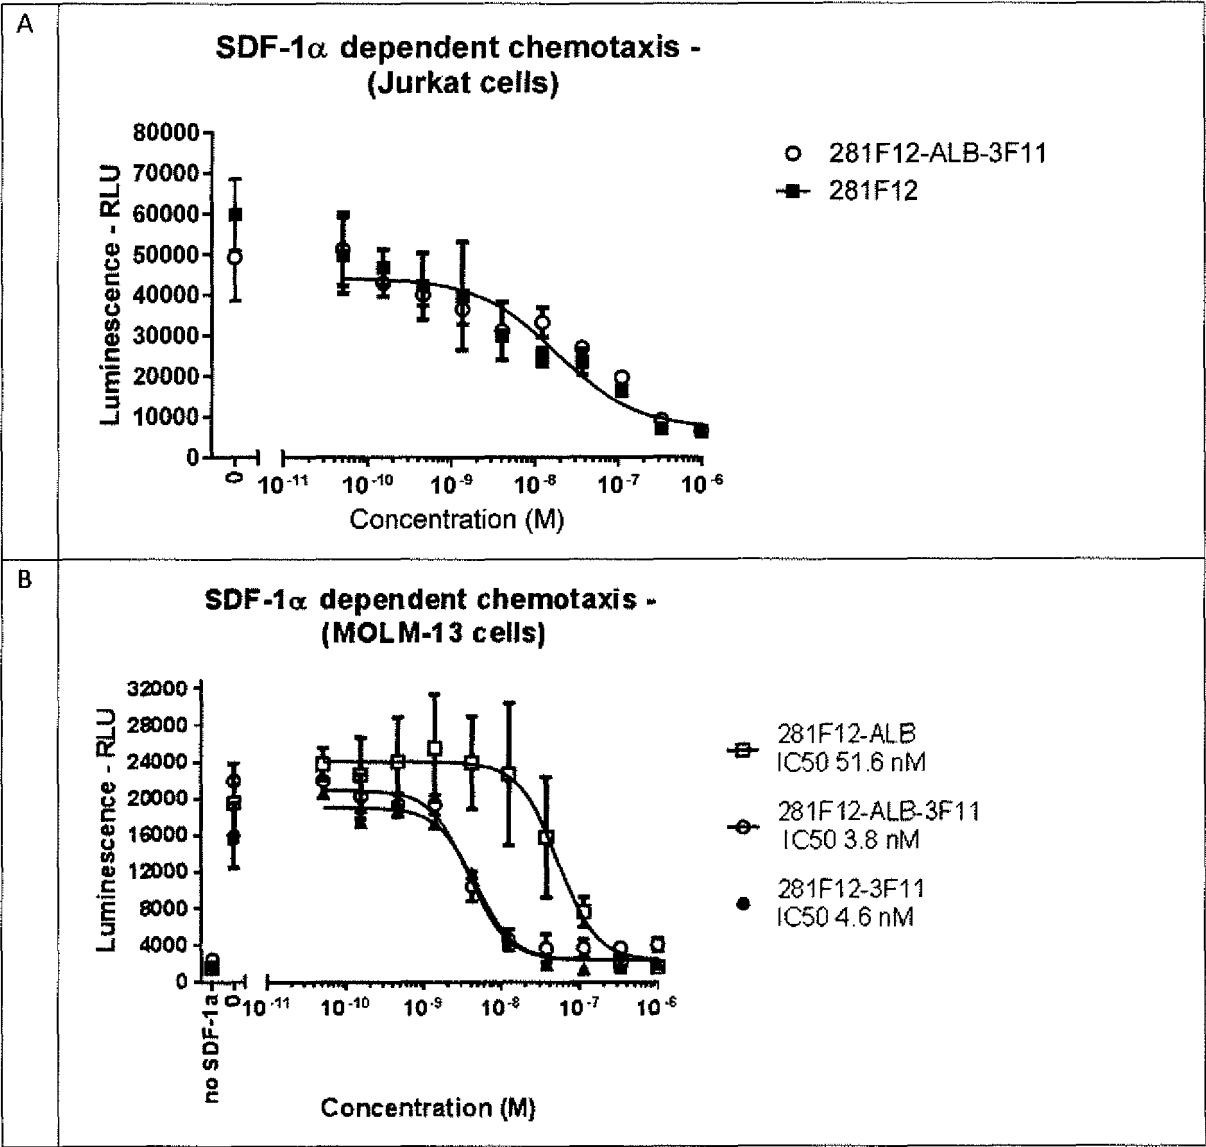 A
SDF-1α dependent chemotaxis -
(Jurkat cells)
80000
70000
60000
50000
40000
30000
20000
10000
0
Luminescence - RLU
0
10-11
10-10
10-9
10-8
10-7
10-6
Concentration (M)
281F12-ALB-3F11
281F12
B
SDF-1α dependent chemotaxis -
(MOLM-13 cells)
32000
28000
24000
20000
16000
12000
8000
4000
0
Luminescence - RLU
no SDF-1a
0
10-11
10-10
10-9
10-8
10-7
10-6
Concentration (M)
281F12-ALB
IC50 51.6 nM
281F12-ALB-3F11
IC50 3.8 nM
281F12-3F11
IC50 4.6 nM